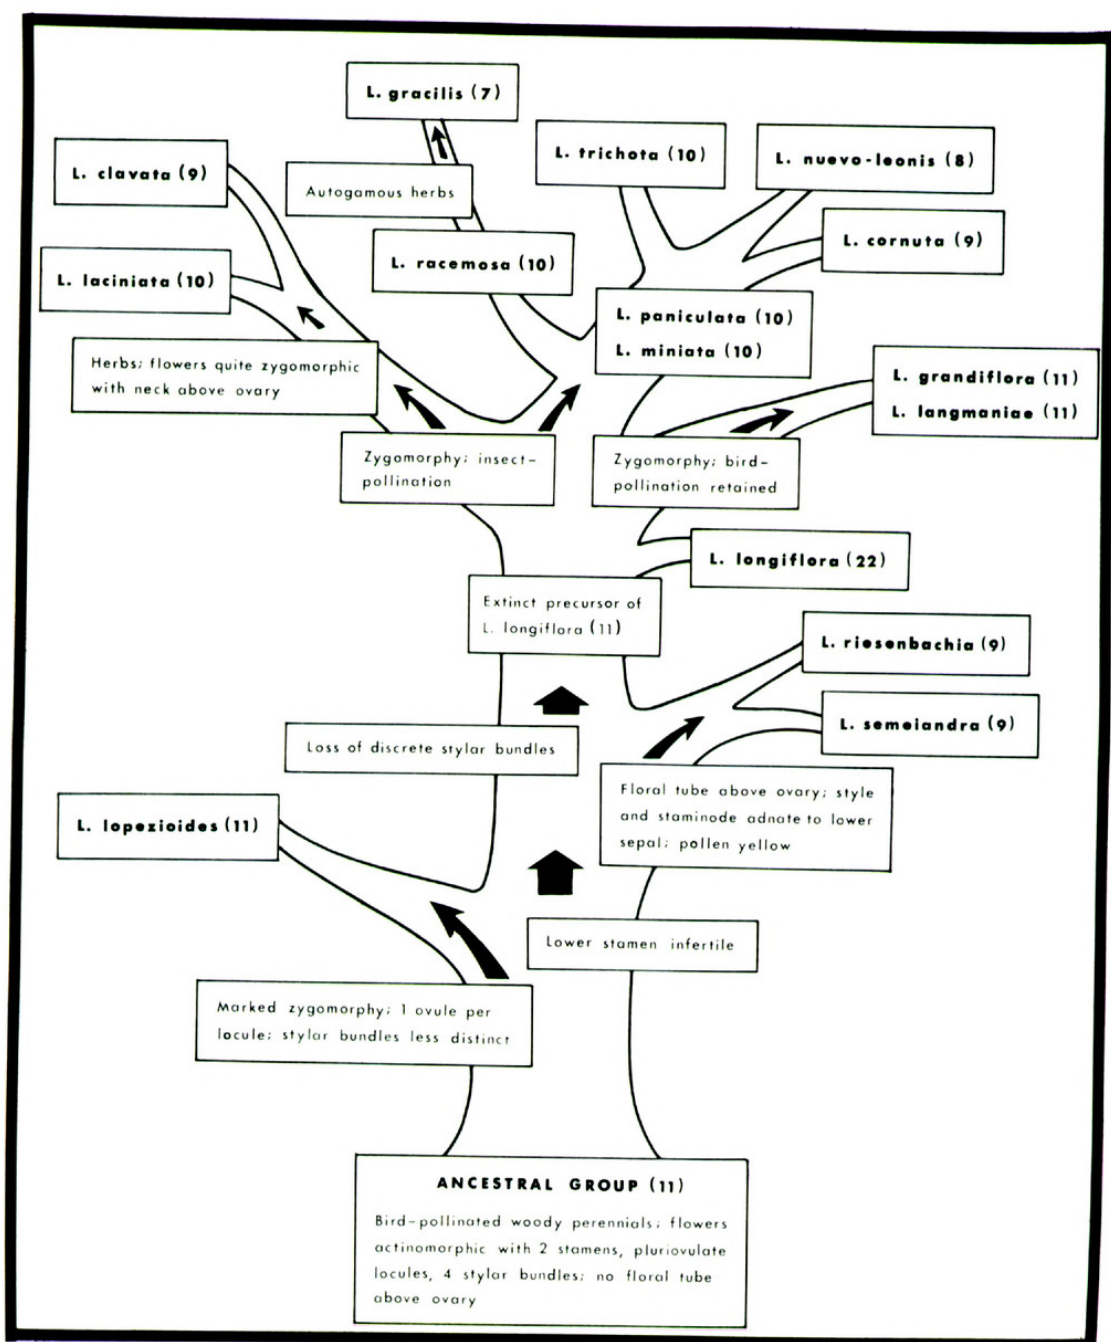 L. gracilis (7)
L. trichota (10)
L. nuevo-leonis (8)
L. clavata (9)
Autogamous herbs
L. cornuta (9)
L. racemosa (10)
L. laciniata (10)
L. paniculata (10)
L. miniata (10)
Herbs; flowers quite zygomorphic
with neck above ovary
L. grandiflora (11)
L. langmaniae (11)
Zygomorphy; insect-
pollination
Zygomorphy; bird-
pollination retained
L. longiflora (22)
Extinct precursor of
L. longiflora (11)
L. riesenbachia (9)
L. semeiandra (9)
Loss of discrete stylar bundles
Floral tube above ovary; style
and staminode adnate to lower
sepal; pollen yellow
L. lopezioides (11)
Lower stamen infertile
Marked zygomorphy; 1 ovule per
locule; stylar bundles less distinct
ANCESTRAL GROUP (11)
Bird-pollinated woody perennials; flowers
actinomorphic with 2 stamens, pluriovulate
locules, 4 stylar bundles; no floral tube
above ovary